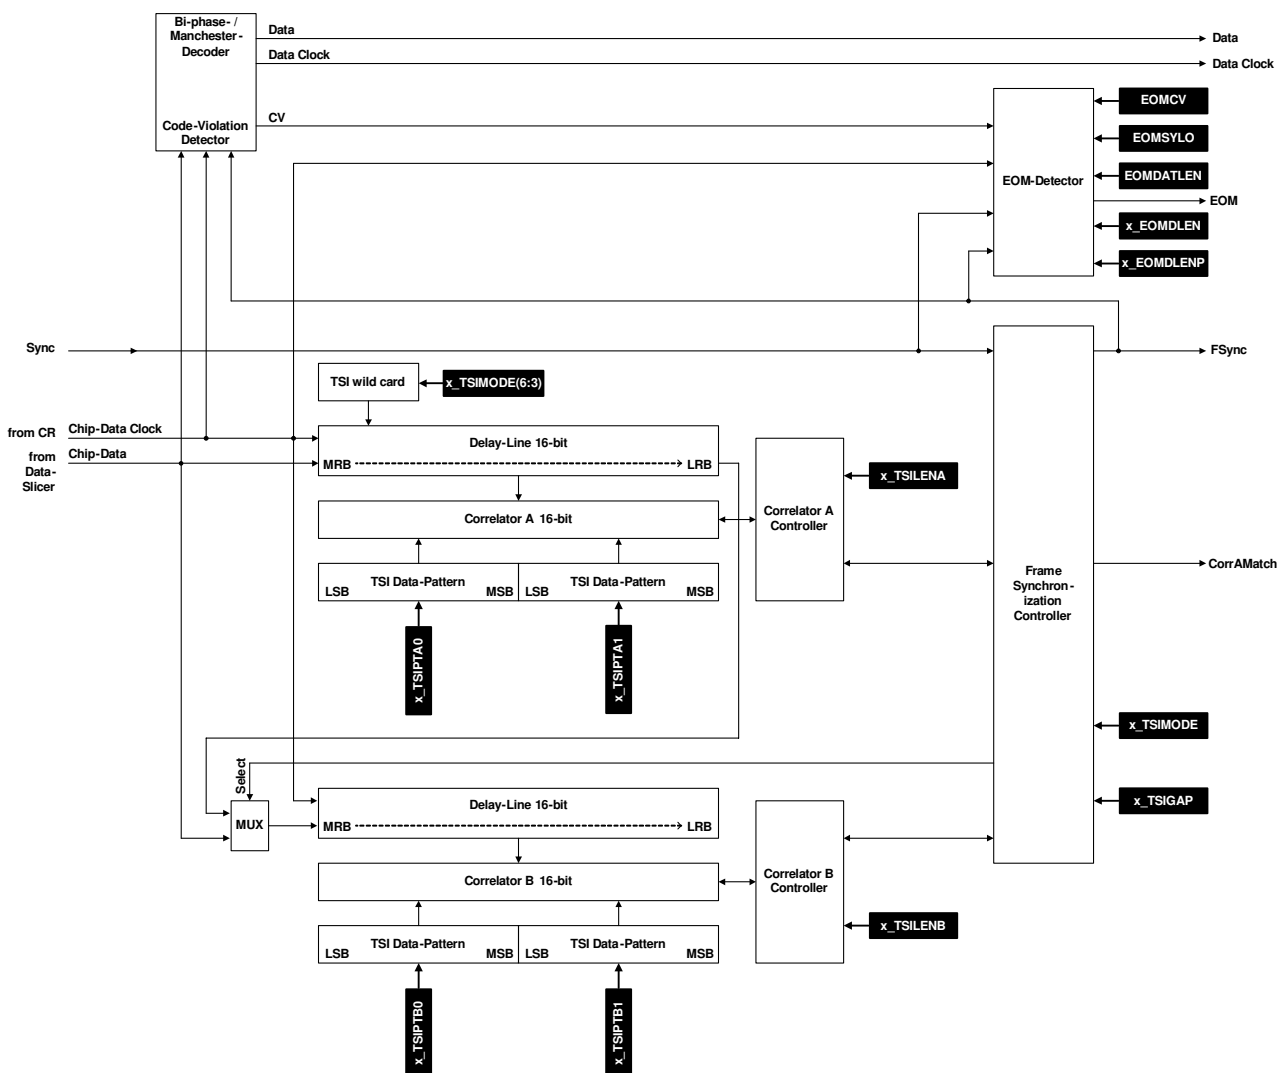 Bi-phase- /
Manchester-
Decoder
Data
Data
Data Clock
Data Clock
EOMCV
CV
Code-Violation
Detector
EOMSYLO
EOM-Detector
EOMDATLEN
EOM
x_EOMDLEN
x_EOMDLENP
Sync
FSync
TSI wild card
x_TSIMODE(6:3)
from CR
Chip-Data Clock
Delay-Line 16-bit
from
Data-
Slicer
Chip-Data
MRB
LRB
x_TSILENA
Correlator A 16-bit
Correlator A
Controller
CorrAMatch
Frame
Synchron-
ization
Controller
TSI Data-Pattern
TSI Data-Pattern
LSB
MSB
LSB
MSB
x_TSIPTA0
x_TSIPTA1
x_TSIMODE
Select
x_TSIGAP
Delay-Line 16-bit
MUX
MRB
LRB
Correlator B 16-bit
Correlator B
Controller
x_TSILENB
TSI Data-Pattern
TSI Data-Pattern
LSB
MSB
LSB
MSB
x_TSIPTB0
x_TSIPTB1